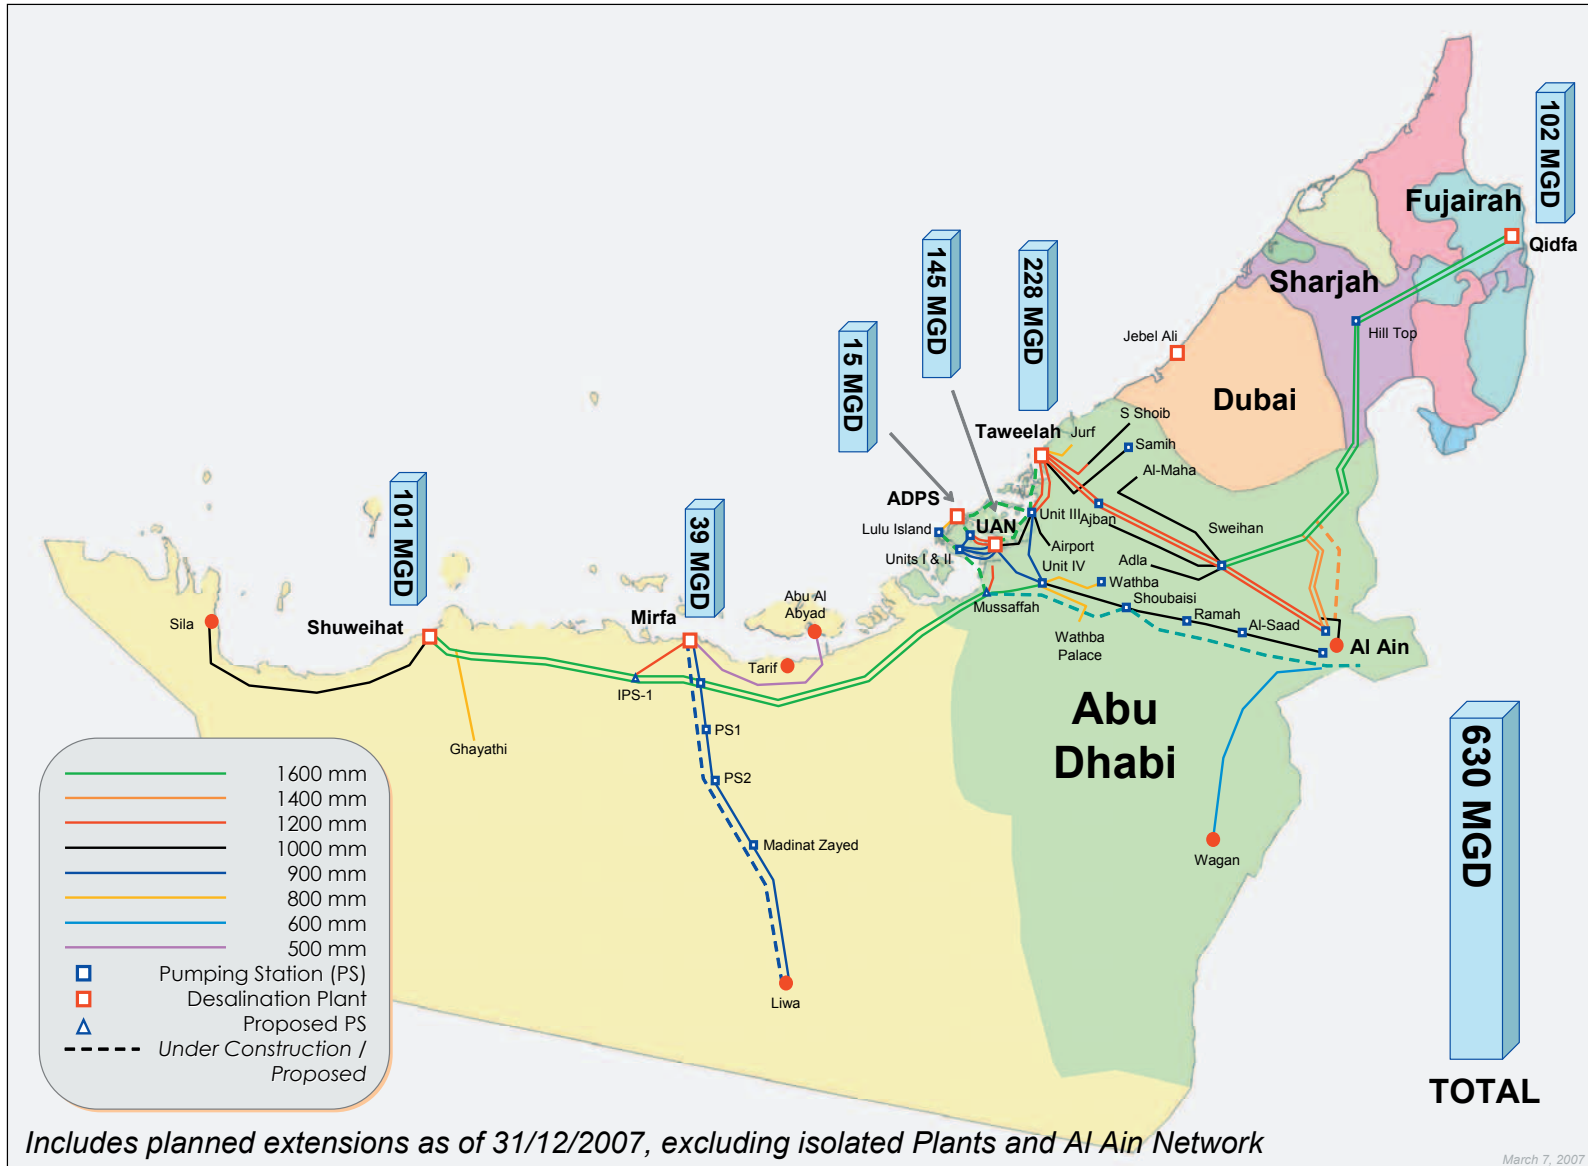 102 MGD
Fujairah
Qidfa
145 MGD
228 MGD
Sharjah
15 MGD
Jebel Ali
Hill Top
Dubai
S Shoib
Taweelah
Jurf
Samih
Al-Maha
101 MGD
ADPS
39 MGD
Lulu Island
UAN
Unit III
Ajban
Sweihan
Airport
Units I & II
Adla
Unit IV
Wathba
Abu Al
Abyad
Mussaffah
Shoubaisi
Ramah
Al-Saad
Sila
Shuweihat
Mirfa
Wathba
Palace
Al Ain
Tarif
IPS-1
Abu
Dhabi
PS1
Ghayathi
PS2
630 MGD
Madinat Zayed
Wagan
Liwa
TOTAL
1600 mm
1400 mm
1200 mm
1000 mm
900 mm
800 mm
600 mm
500 mm
Pumping Station (PS)
Desalination Plant
Proposed PS
Under Construction /
Proposed
Includes planned extensions as of 31/12/2007, excluding isolated Plants and Al Ain Network
March 7, 2007